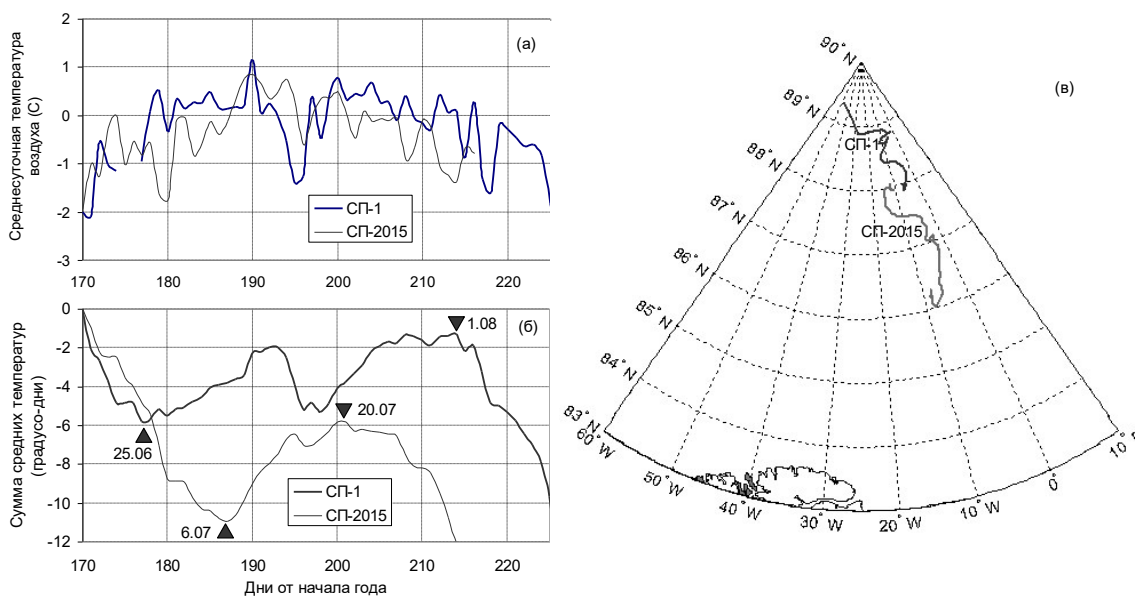 Среднесуточная температура
воздуха (С)
2
1
0
-1
-2
-3
(а)
СП-1
СП-2015
170 180 190 200 210 220
Сумма средних температур
(градусо-дни)
0
-2
-4
-6
-8
-10
-12
(б)
1.08
20.07
25.06
6.07
СП-1
СП-2015
170 180 190 200 210 220
Дни от начала года
(в)
90° N
89° N
88° N
87° N
86° N
85° N
84° N
83° N
60° W
50° W
40° W
30° W
20° W
10° W
0
10°
СП-1
СП-2015